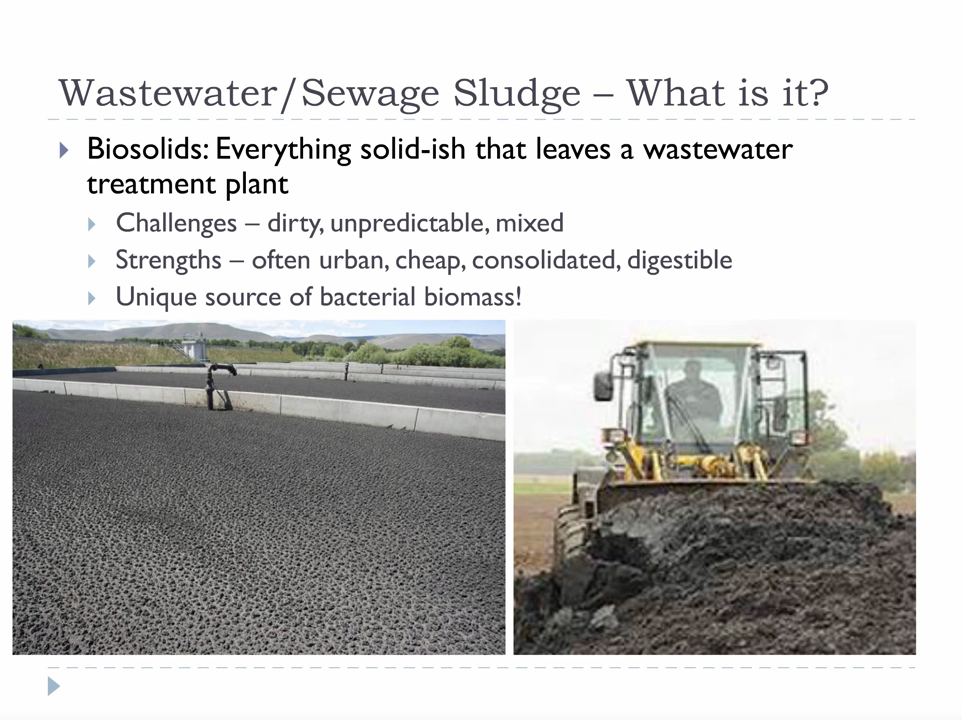 Wastewater/Sewage Sludge – What is it?
Biosolids: Everything solid-ish that leaves a wastewater
treatment plant
Challenges – dirty, unpredictable, mixed
Strengths – often urban, cheap, consolidated, digestible
Unique source of bacterial biomass!